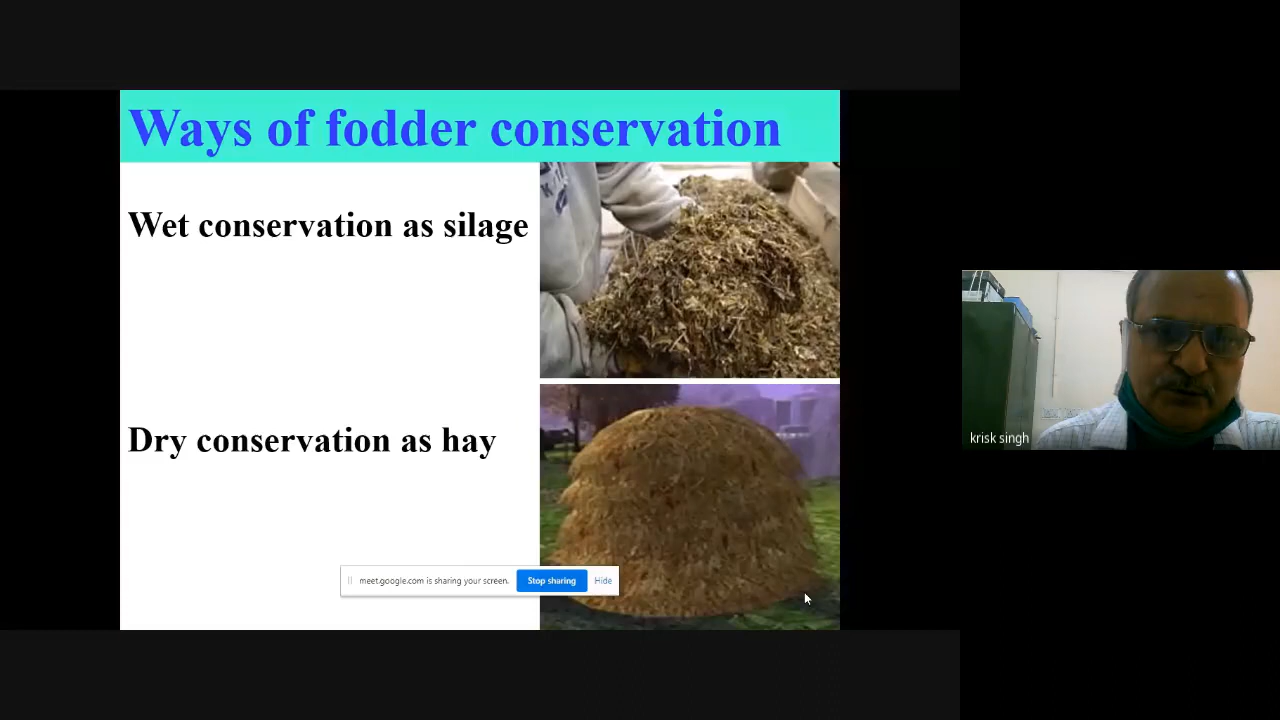 Ways of fodder conservation
Wet conservation as silage
Dry conservation as hay
meet.google.com is sharing your screen.
Stop sharing
Hide
krisk singh